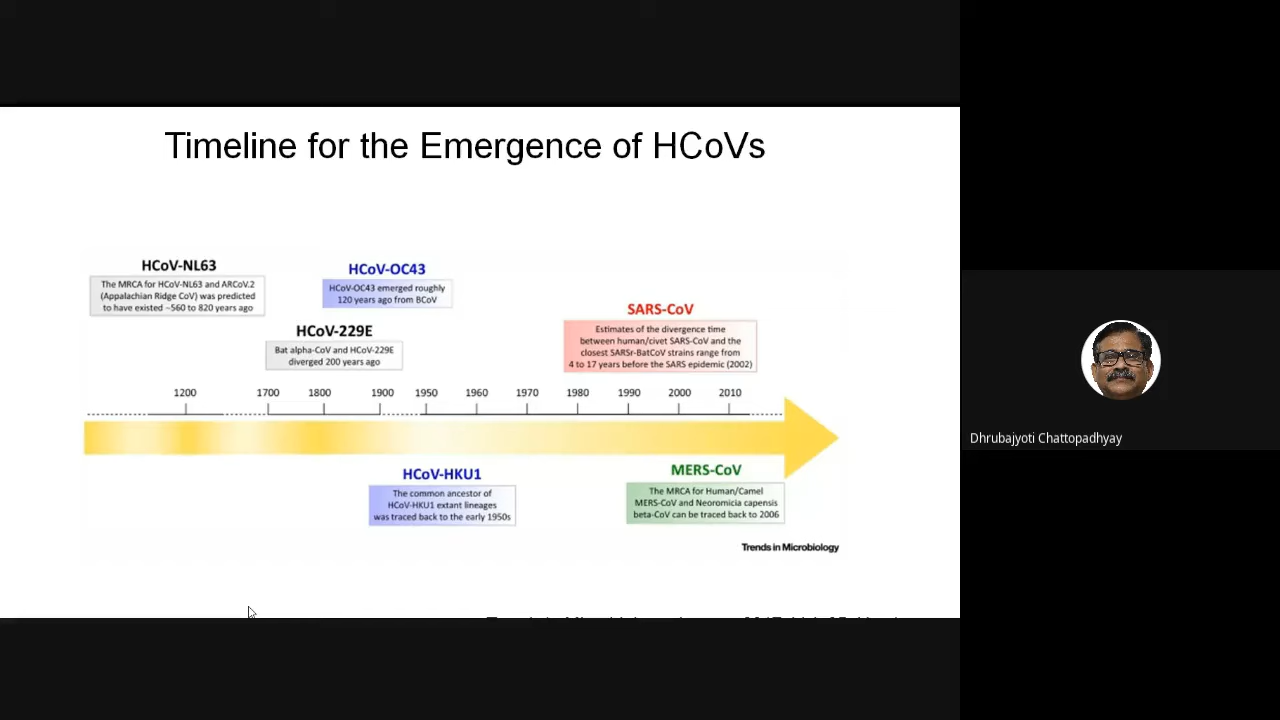 Timeline for the Emergence of HCoVs
HCoV-NL63
The MRCA for HCoV-NL63 and ARCoV.2
(Appalachian Ridge CoV) was predicted
to have existed ~560 to 820 years ago
HCoV-OC43
HCoV-OC43 emerged roughly
120 years ago from BCoV
HCoV-229E
Bat alpha-CoV and HCoV-229E
diverged 200 years ago
SARS-CoV
Estimates of the divergence time
between human/civet SARS-CoV and the
closest SARSr-BatCoV strains range from
4 to 17 years before the SARS epidemic (2002)
1200 1700 1800 1900 1950 1960 1970 1980 1990 2000 2010
HCoV-HKU1
The common ancestor of
HCoV-HKU1 extant lineages
was traced back to the early 1950s
MERS-CoV
The MRCA for Human/Camel
MERS-CoV and Neoromicia capensis
beta-CoV can be traced back to 2006
Trends in Microbiology
Dhrubajyoti Chattopadhyay